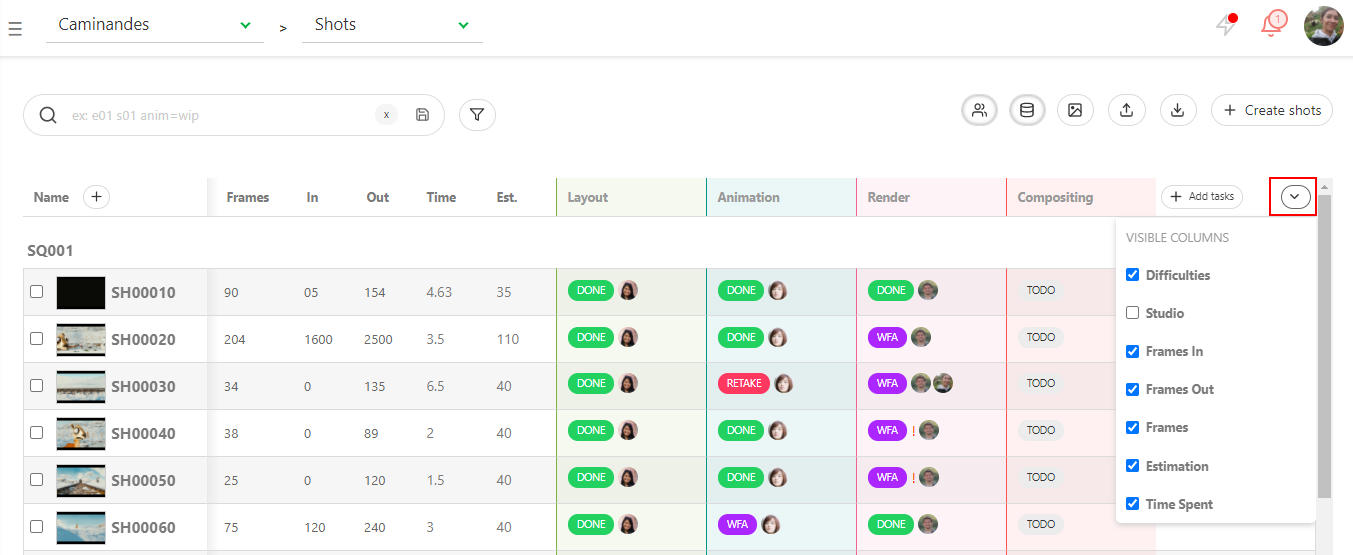 Caminandes > Shots 1
ex: e01 s01 anim=wip x + Create shots
Name + Frames In Out Time Est. Layout Animation Render Compositing + Add tasks
SQ001
SH00010 90 05 154 4.63 35 DONE DONE DONE TODO
SH00020 204 1600 2500 3.5 110 DONE DONE WFA TODO
SH00030 34 0 135 6.5 40 DONE RETAKE WFA TODO
SH00040 38 0 89 2 40 DONE DONE WFA ! TODO
SH00050 25 0 120 1.5 40 DONE DONE WFA ! TODO
SH00060 75 120 240 3 40 DONE WFA DONE TODO
VISIBLE COLUMNS
Difficulties
Studio
Frames In
Frames Out
Frames
Estimation
Time Spent